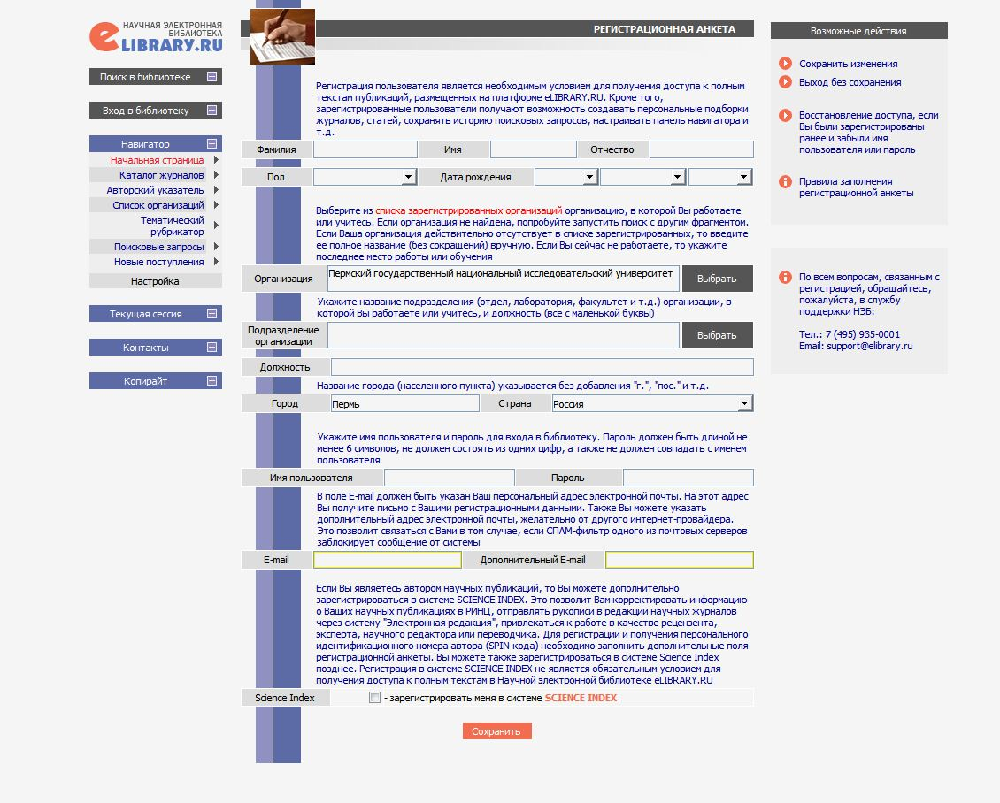 НАУЧНАЯ ЭЛЕКТРОННАЯ
БИБЛИОТЕКА
eLIBRARY.RU
Поиск в библиотеке
Вход в библиотеку
Навигатор
Начальная страница
Каталог журналов
Авторский указатель
Список организаций
Тематический
рубрикатор
Поисковые запросы
Новые поступления
Настройка
Текущая сессия
Контакты
Копирайт
РЕГИСТРАЦИОННАЯ АНКЕТА
Регистрация пользователя является необходимым условием для получения доступа к полным
текстам публикаций, размещенных на платформе eLIBRARY.RU. Кроме того,
зарегистрированные пользователи получают возможность создавать персональные подборки
журналов, статей, сохранять историю поисковых запросов, настраивать панель навигатора и
т.д.
Фамилия Имя Отчество
Пол Дата рождения
Выберите из списка зарегистрированных организаций организацию, в которой Вы работаете
или учитесь. Если организация не найдена, попробуйте запустить поиск с другим фрагментом.
Если Ваша организация действительно отсутствует в списке зарегистрированных, то введите
ее полное название (без сокращений) вручную. Если Вы сейчас не работаете, то укажите
последнее место работы или обучения
Организация Пермский государственный национальный исследовательский университет Выбрать
Укажите название подразделения (отдел, лаборатория, факультет и т.д.) организации, в
которой Вы работаете или учитесь, и должность (все с маленькой буквы)
Подразделение
организации Выбрать
Должность
Название города (населенного пункта) указывается без добавления "г.", "пос." и т.д.
Город Пермь Страна Россия
Укажите имя пользователя и пароль для входа в библиотеку. Пароль должен быть длиной не
менее 6 символов, не должен состоять из одних цифр, а также не должен совпадать с именем
пользователя
Имя пользователя Пароль
В поле E-mail должен быть указан Ваш персональный адрес электронной почты. На этот адрес
Вы получите письмо с Вашими регистрационными данными. Также Вы можете указать
дополнительный адрес электронной почты, желательно от другого интернет-провайдера.
Это позволит связаться с Вами в том случае, если СПАМ-фильтр одного из почтовых серверов
заблокирует сообщение от системы
E-mail Дополнительный E-mail
Если Вы являетесь автором научных публикаций, то Вы можете дополнительно
зарегистрироваться в системе SCIENCE INDEX. Это позволит Вам корректировать информацию
о Ваших научных публикациях в РИНЦ, отправлять рукописи в редакции научных журналов
через систему "Электронная редакция", привлекаться к работе в качестве рецензента,
эксперта, научного редактора или переводчика. Для регистрации и получения персонального
идентификационного номера автора (SPIN-кода) необходимо заполнить дополнительные поля
регистрационной анкеты. Вы можете также зарегистрироваться в системе Science Index
позднее. Регистрация в системе SCIENCE INDEX не является обязательным условием для
получения доступа к полным текстам в Научной электронной библиотеке eLIBRARY.RU
Science Index - зарегистрировать меня в системе SCIENCE INDEX
Сохранить
Возможные действия
Сохранить изменения
Выход без сохранения
Восстановление доступа, если
Вы были зарегистрированы
ранее и забыли имя
пользователя или пароль
Правила заполнения
регистрационной анкеты
По всем вопросам, связанным с
регистрацией, обращайтесь,
пожалуйста, в службу
поддержки НЭБ:
Тел.: 7 (495) 935-0001
Email: support@elibrary.ru